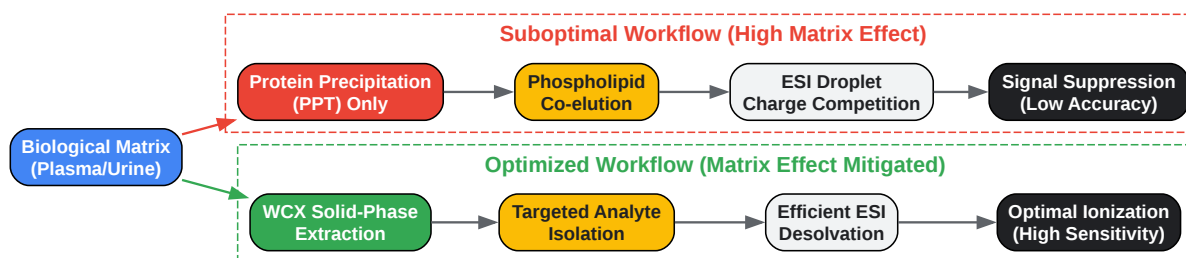 Suboptimal Workflow (High Matrix Effect)
Protein Precipitation
(PPT) Only
Phospholipid
Co-elution
ESI Droplet
Charge Competition
Signal Suppression
(Low Accuracy)
Biological Matrix
(Plasma/Urine)
Optimized Workflow (Matrix Effect Mitigated)
WCX Solid-Phase
Extraction
Targeted Analyte
Isolation
Efficient ESI
Desolvation
Optimal Ionization
(High Sensitivity)